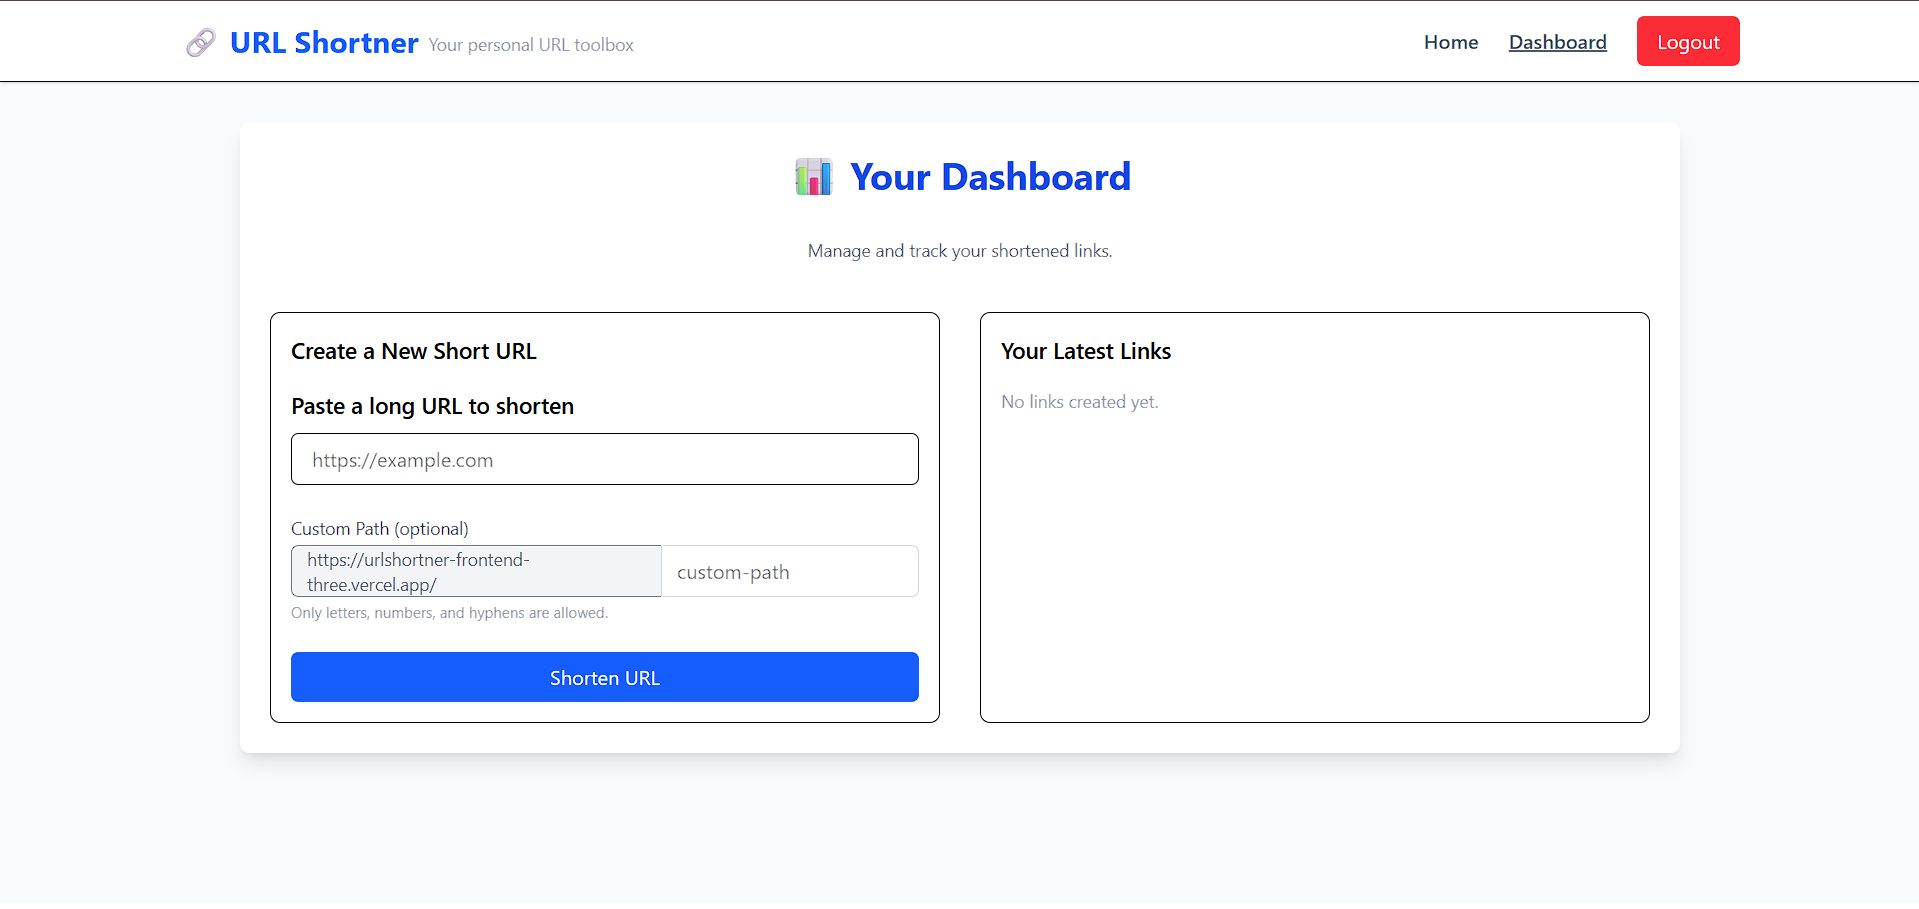 URL Shortner Your personal URL toolbox
Home Dashboard Logout
Your Dashboard
Manage and track your shortened links.
Create a New Short URL
Paste a long URL to shorten
https://example.com
Custom Path (optional)
https://urlshortner-frontend-
three.vercel.app/
custom-path
Only letters, numbers, and hyphens are allowed.
Shorten URL
Your Latest Links
No links created yet.